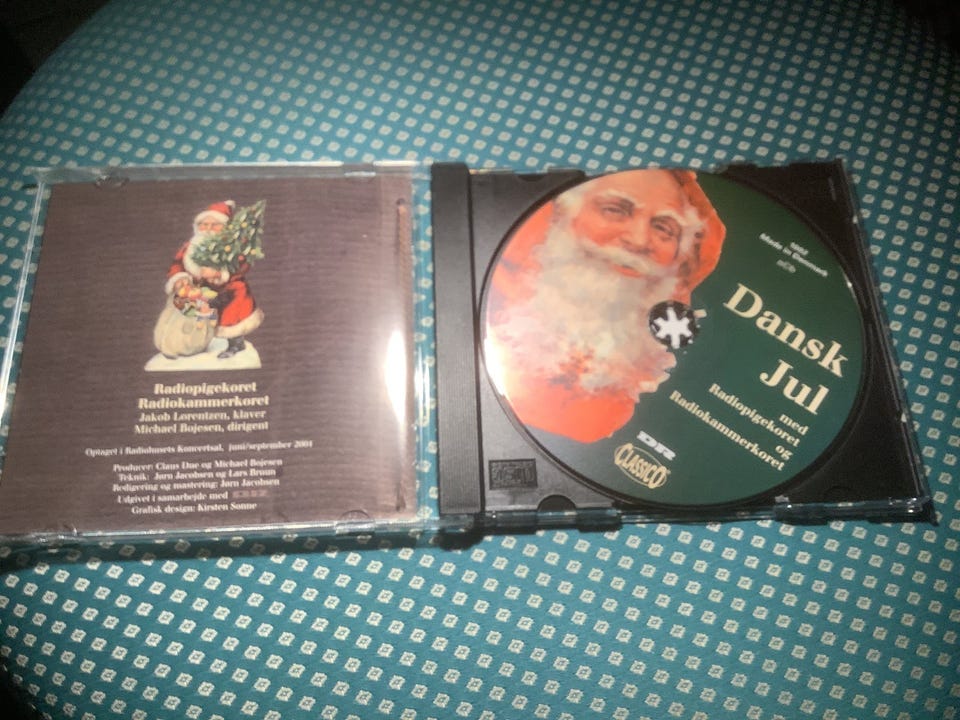 Radiopigekoret
Radiokammerkoret
Jakob Lorentzen, klaver
Michael Bojesen, dirigent
Optaget i Radiohusets Koncertsal, juni/september 2001
Producer: Claus Due og Michael Bojesen
Teknik: Jørn Jacobsen og Lars Bruun
Redigering og mastering: Jørn Jacobsen
Udgivet i samarbejde med DR
Grafisk design: Kirsten Sonne
Made in Denmark
Dansk
Jul
med
Radiopigekoret
og
Radiokammerkoret
DR
CLASSICO